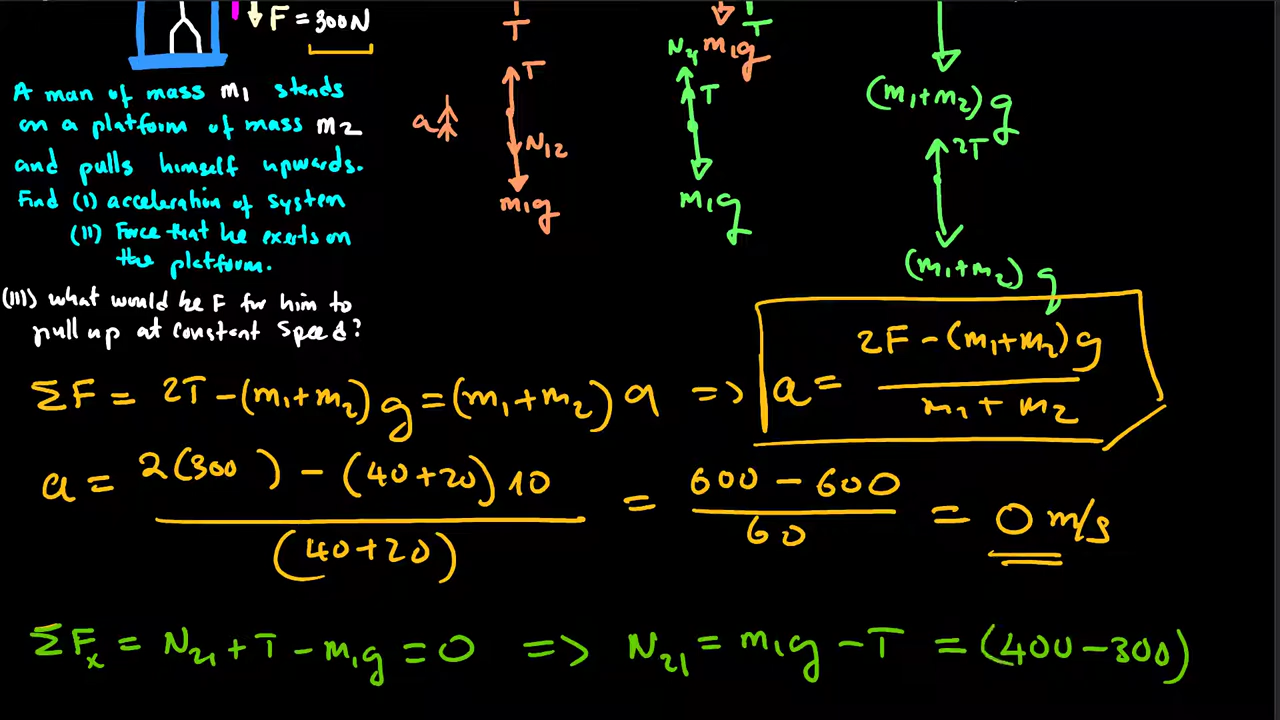 F = 300N
A man of mass m1 stands
on a platform of mass m2
and pulls himself upwards.
Find (1) acceleration of system
(11) Force that he exerts on
the platform.
(111) what would be F for him to
pull up at constant speed?
T
T
m1g
a
T
N12
m1g
N21
T
m1g
(m1+m2)g
2T
(m1+m2)g
ΣF = 2T - (m1+m2)g = (m1+m2)a => a = (2F - (m1+m2)g)/(m1+m2)
a = (2(300) - (40+20)10)/(40+20) = (600 - 600)/60 = 0 m/s
ΣFx = N21 + T - m1g = 0 => N21 = m1g - T = (400 - 300)